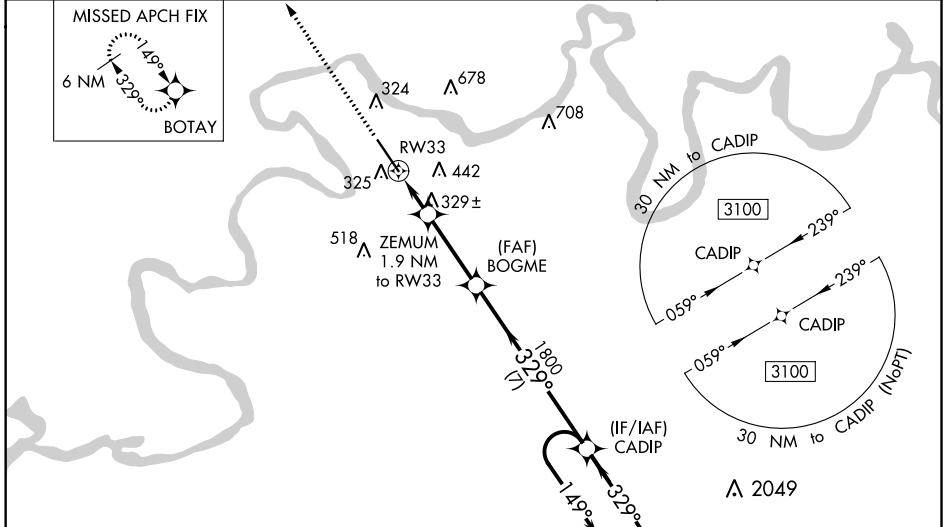 MISSED APCH FIX
149°
6 NM
329°
BOTAY
324
678
708
RW33
325
442
329±
518
ZEMUM
1.9 NM
to RW33
(FAF)
BOGME
1800
329°
(7)
(IF/IAF)
CADIP
149°
329°
30 NM to CADIP
3100
239°
CADIP
059°
239°
CADIP
059°
3100
30 NM to CADIP (NoPT)
2049